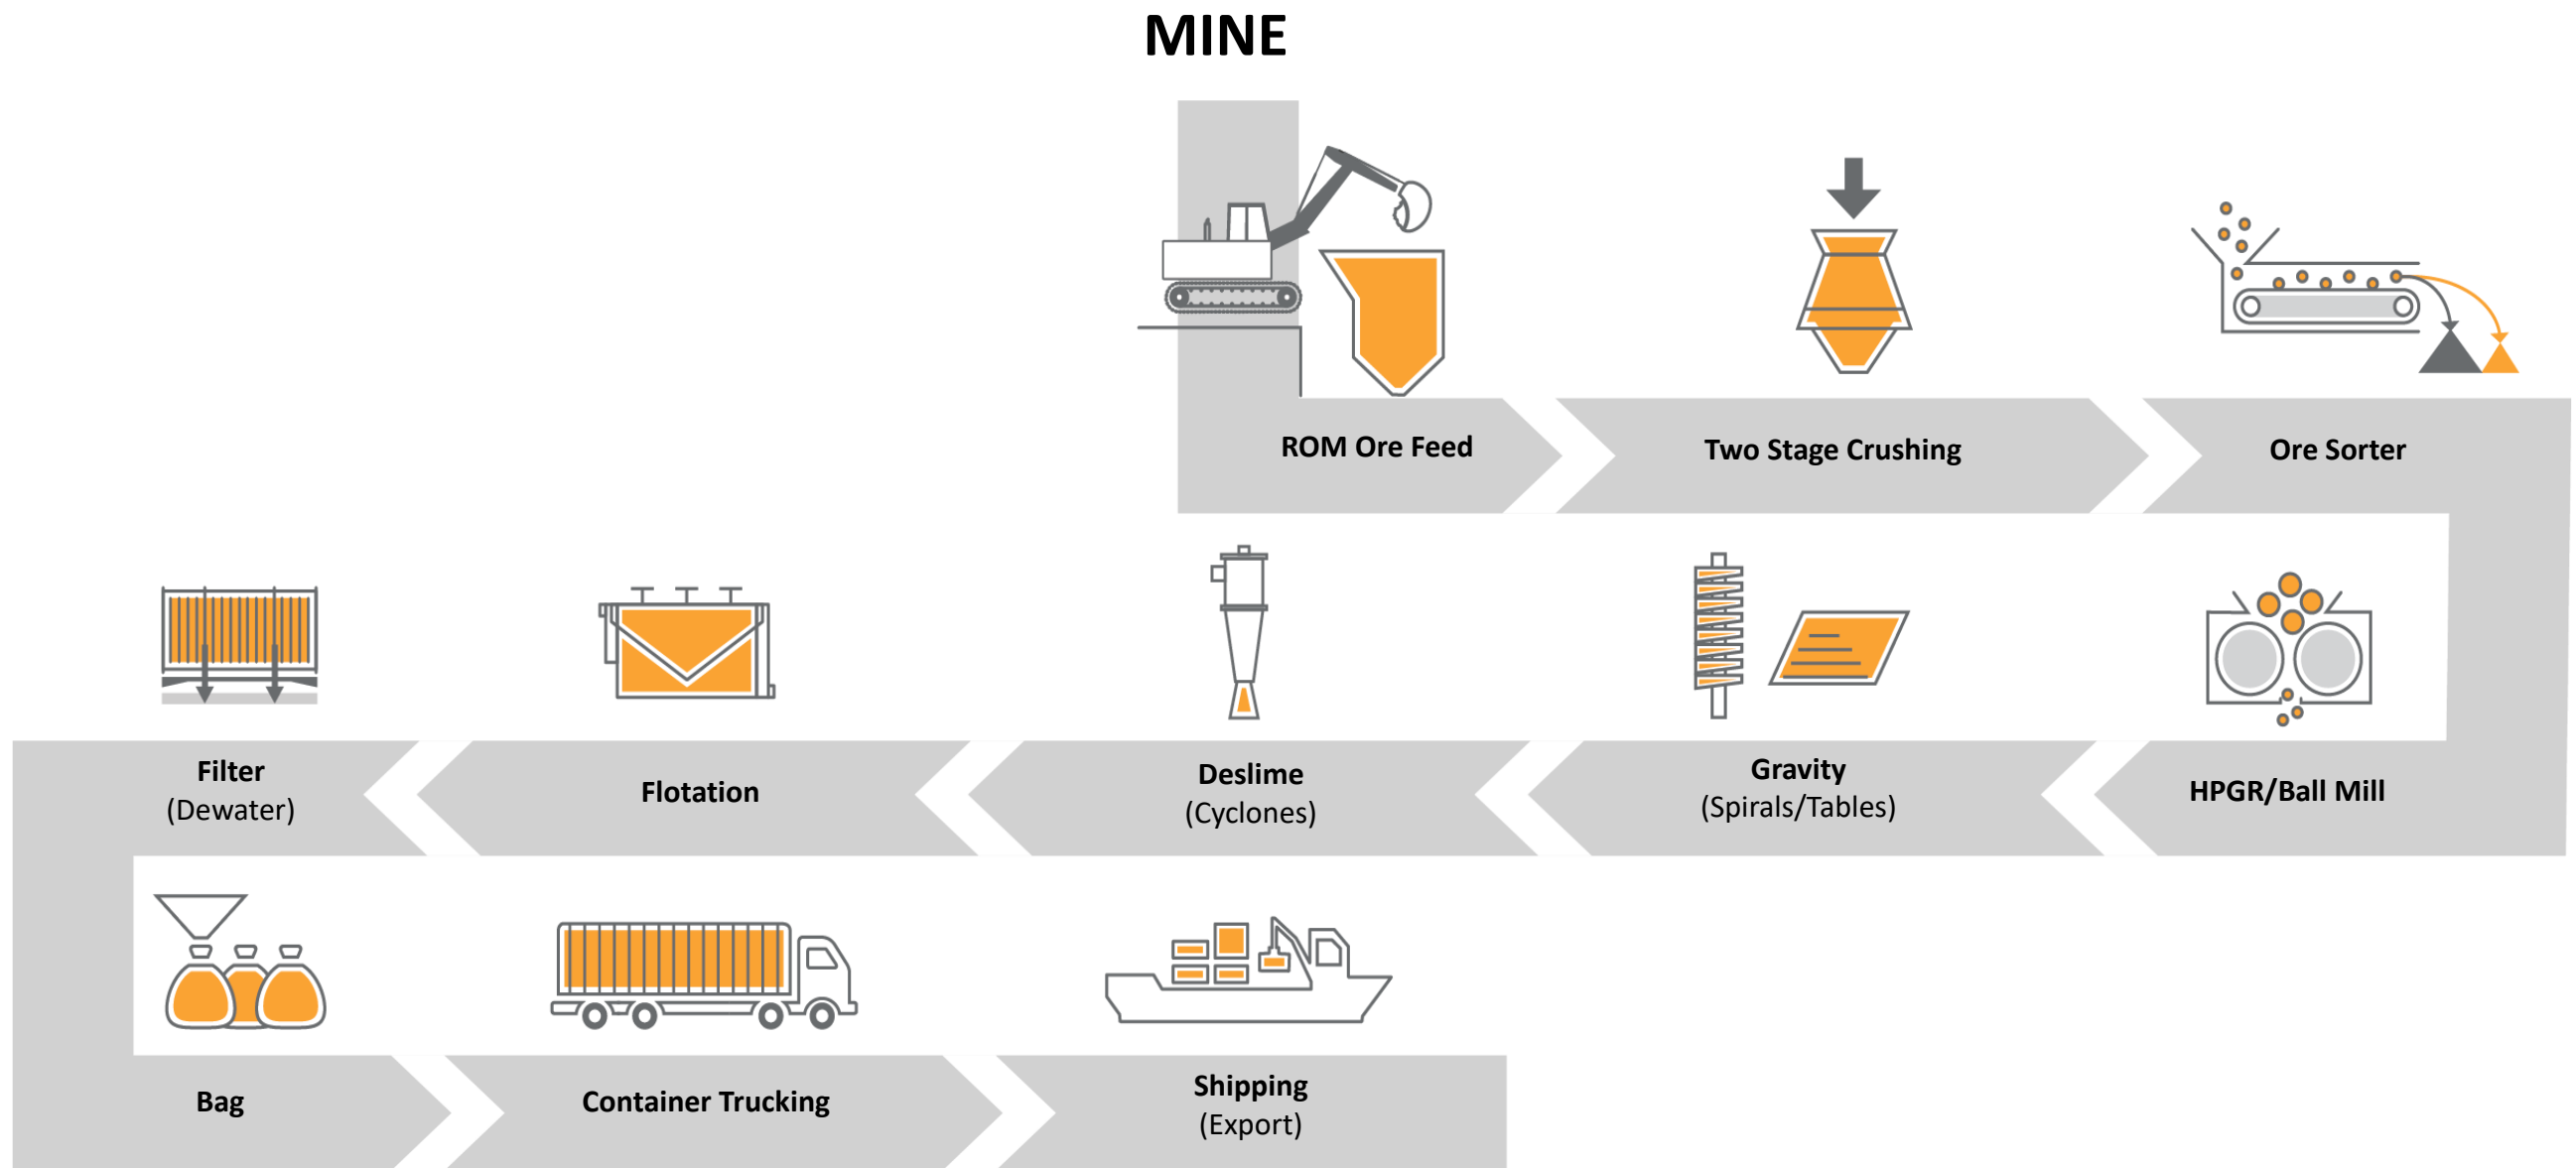 MINE
ROM Ore Feed
Two Stage Crushing
Ore Sorter
HPGR/Ball Mill
Gravity
(Spirals/Tables)
Deslime
(Cyclones)
Flotation
Filter
(Dewater)
Bag
Container Trucking
Shipping
(Export)